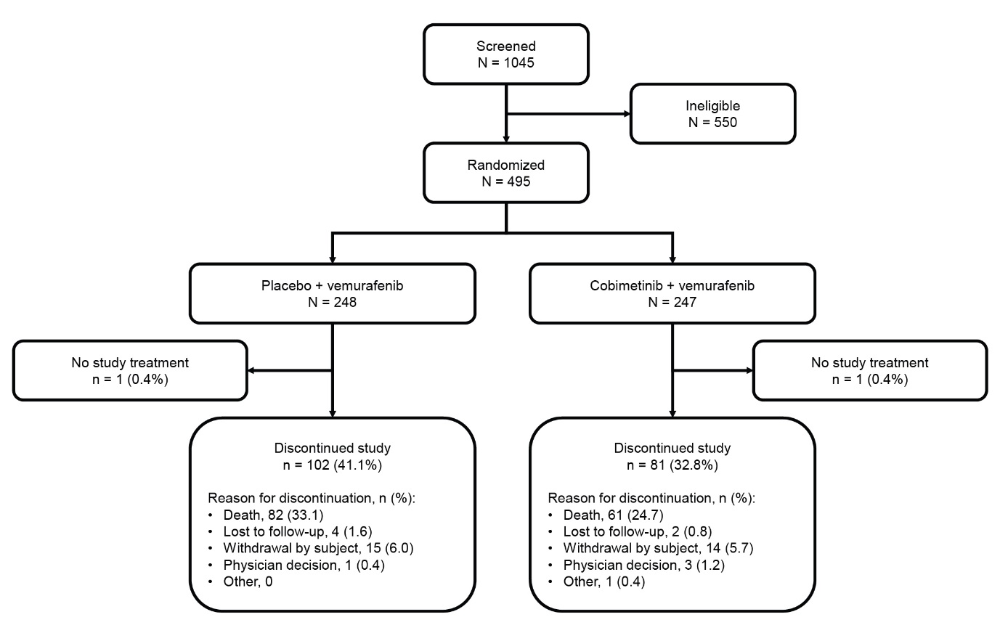 Screened
N = 1045
Ineligible
N = 550
Randomized
N = 495
Placebo + vemurafenib
N = 248
Cobimetinib + vemurafenib
N = 247
No study treatment
n = 1 (0.4%)
No study treatment
n = 1 (0.4%)
Discontinued study
n = 102 (41.1%)
Reason for discontinuation, n (%):
• Death, 82 (33.1)
• Lost to follow-up, 4 (1.6)
• Withdrawal by subject, 15 (6.0)
• Physician decision, 1 (0.4)
• Other, 0
Discontinued study
n = 81 (32.8%)
Reason for discontinuation, n (%):
• Death, 61 (24.7)
• Lost to follow-up, 2 (0.8)
• Withdrawal by subject, 14 (5.7)
• Physician decision, 3 (1.2)
• Other, 1 (0.4)